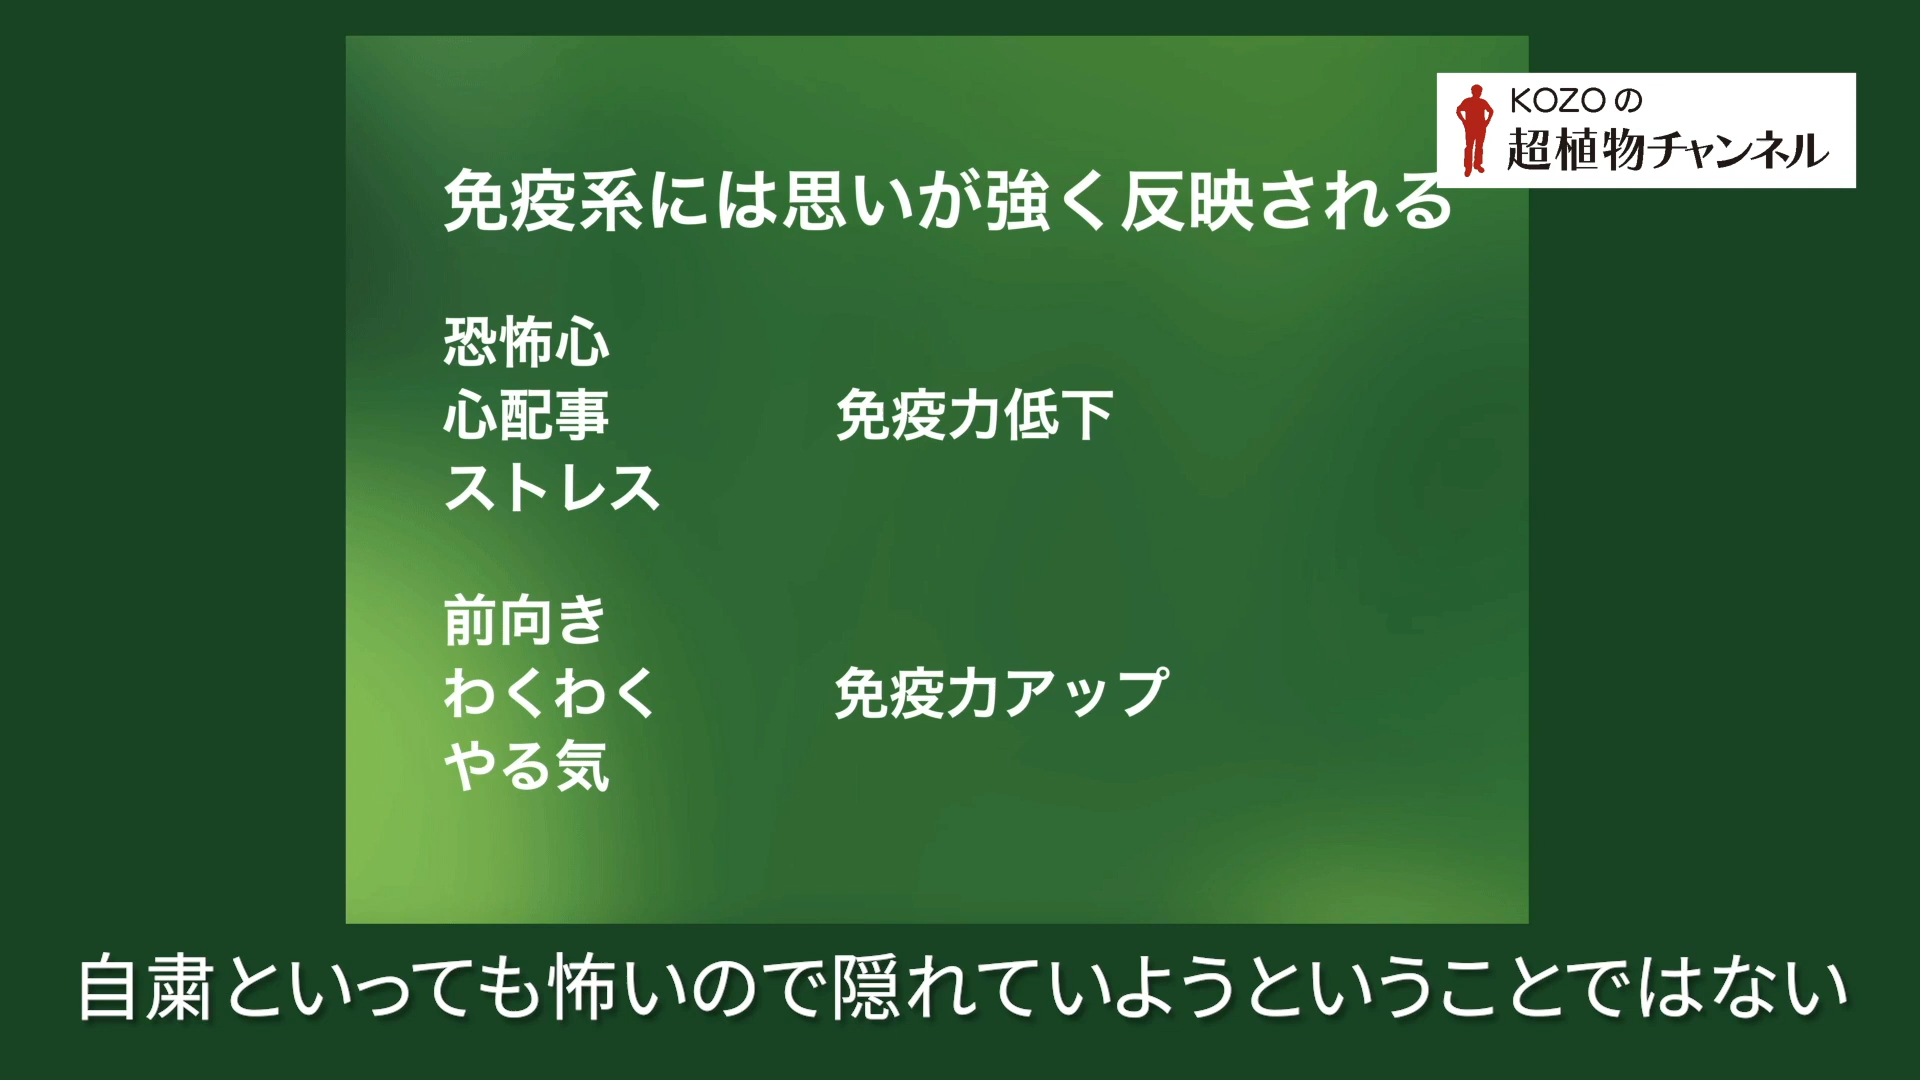 KOZOの
超植物チャンネル
免疫系には思いが強く反映される
恐怖心
心配事
免疫力低下
ストレス
前向き
わくわく
免疫力アップ
やる気
自粛といっても怖いので隠れていようということではない